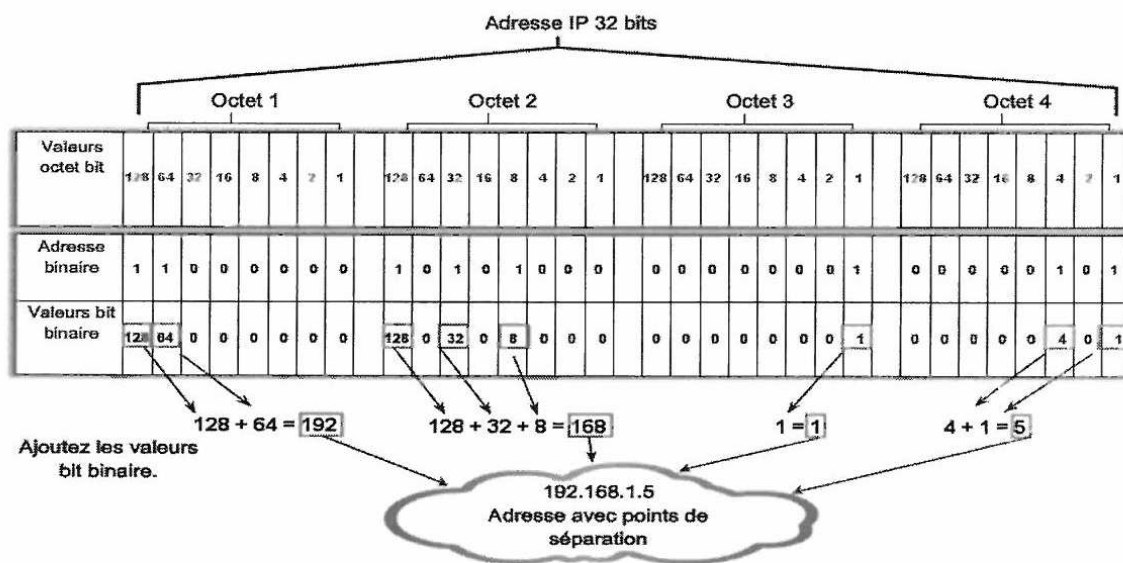 Adresse IP 32 bits
Octet 1 Octet 2 Octet 3 Octet 4
Valeurs
octet bit
128 64 32 16 8 4 2 1 128 64 32 16 8 4 2 1 128 64 32 16 8 4 2 1 128 64 32 16 8 4 2 1
Adresse
binaire
1 1 0 0 0 0 0 0 1 0 1 0 1 0 0 0 0 0 0 0 0 0 0 1 0 0 0 0 0 1 0 1
Valeurs bit
binaire
128 64 0 0 0 0 0 0 128 0 32 0 8 0 0 0 0 0 0 0 0 0 0 1 0 0 0 0 0 4 0 1
128 + 64 = 192 128 + 32 + 8 = 168 1 = 1 4 + 1 = 5
Ajoutez les valeurs
bit binaire.
192.168.1.5
Adresse avec points de
séparation